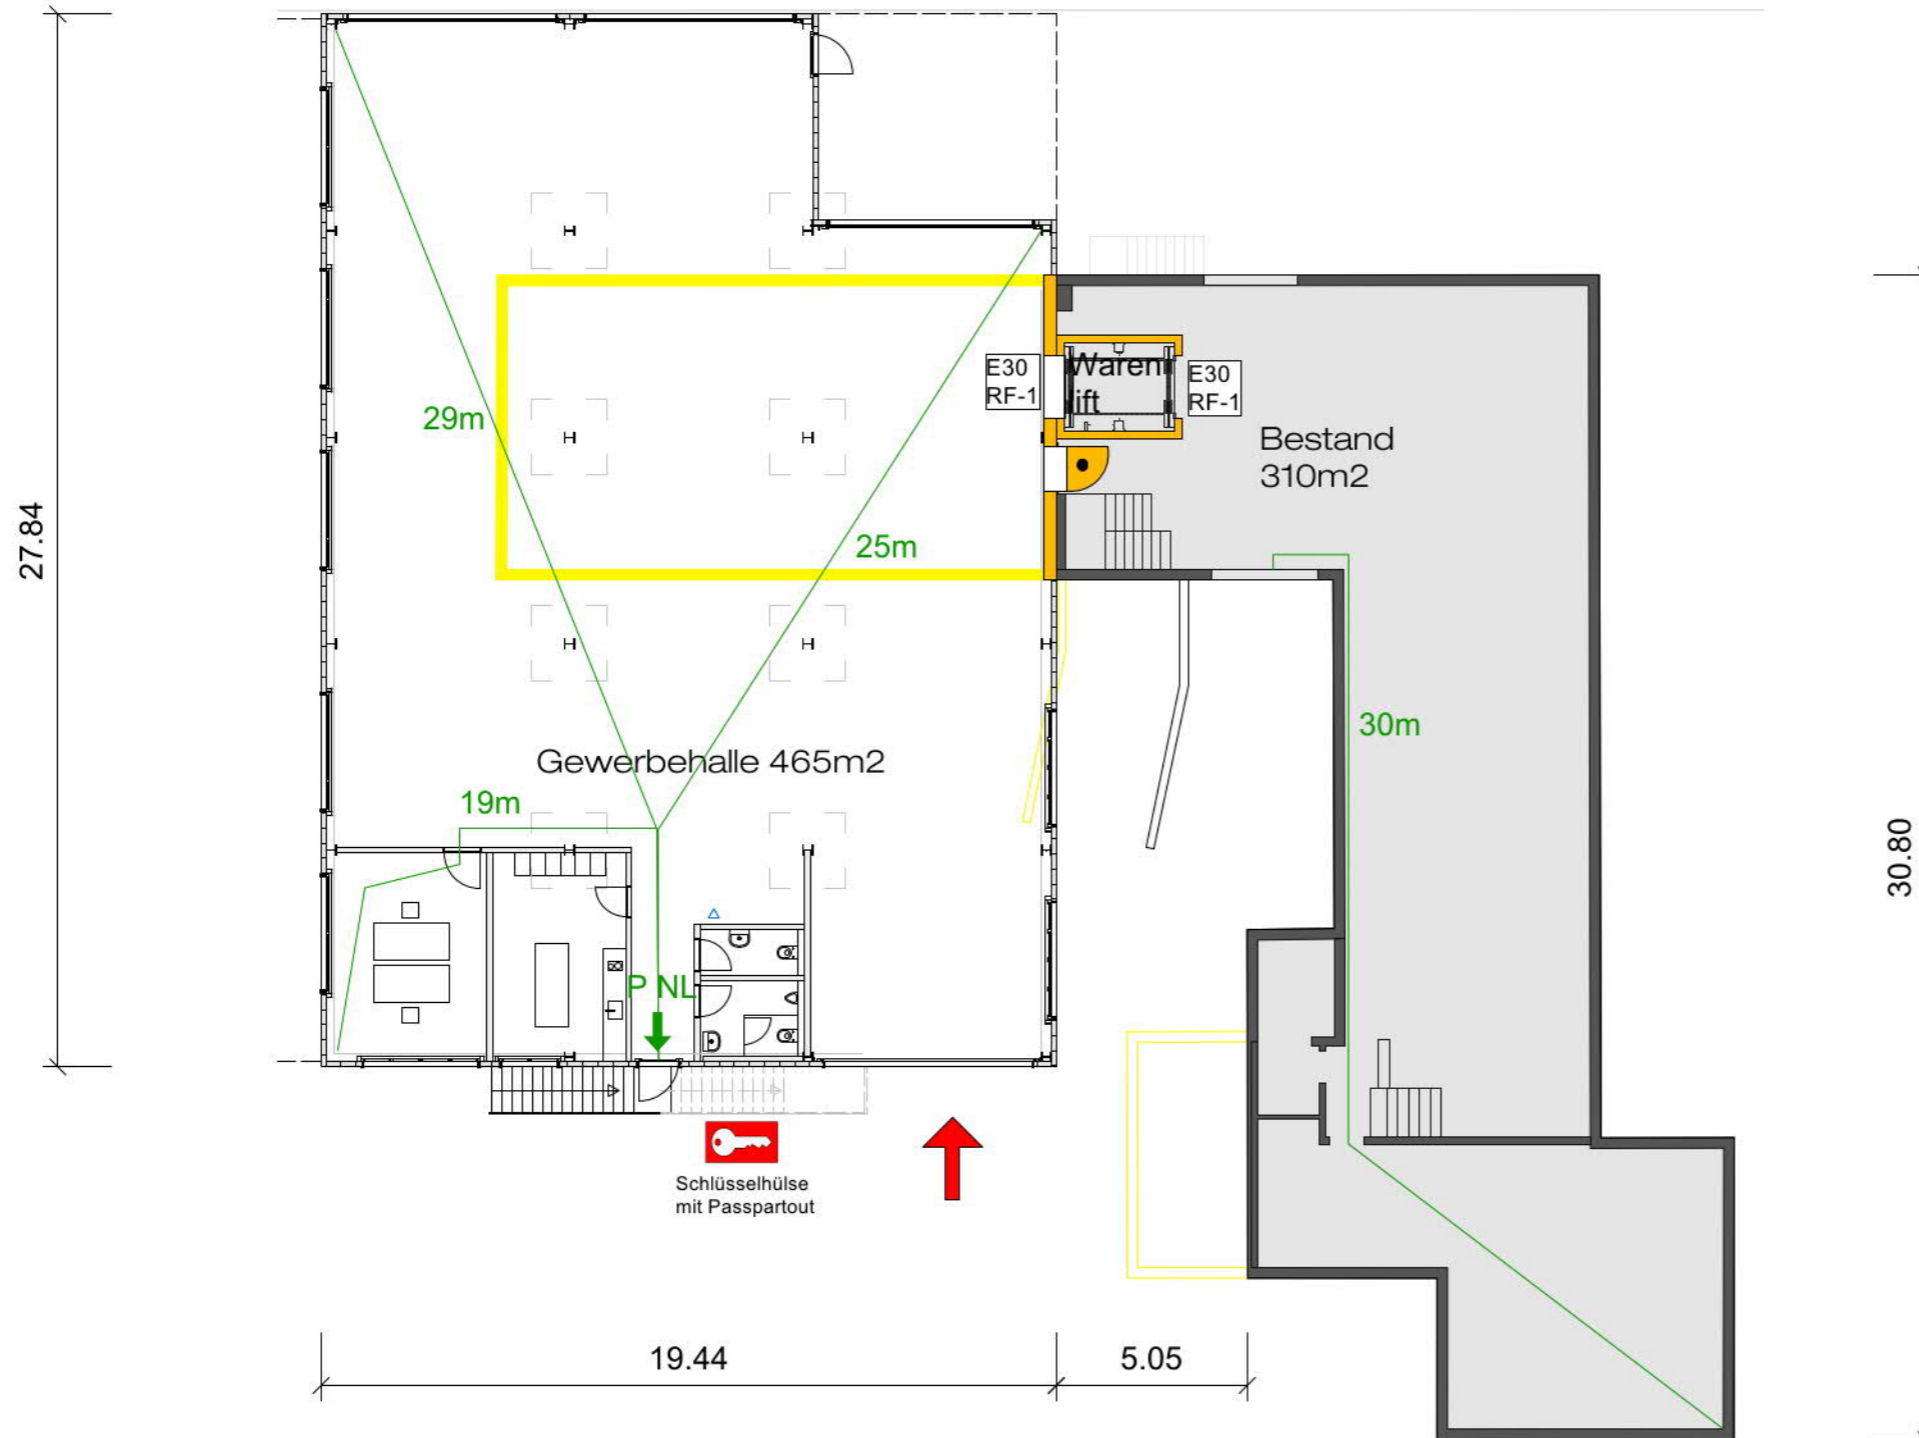 E30
RF-1
Waren
lift
E30
RF-1
Bestand
310m2
29m
27.84
25m
30m
Gewerbehalle 465m2
19m
30.80
P NL
Schlüsselhülse
mit Passpartout
19.44
5.05